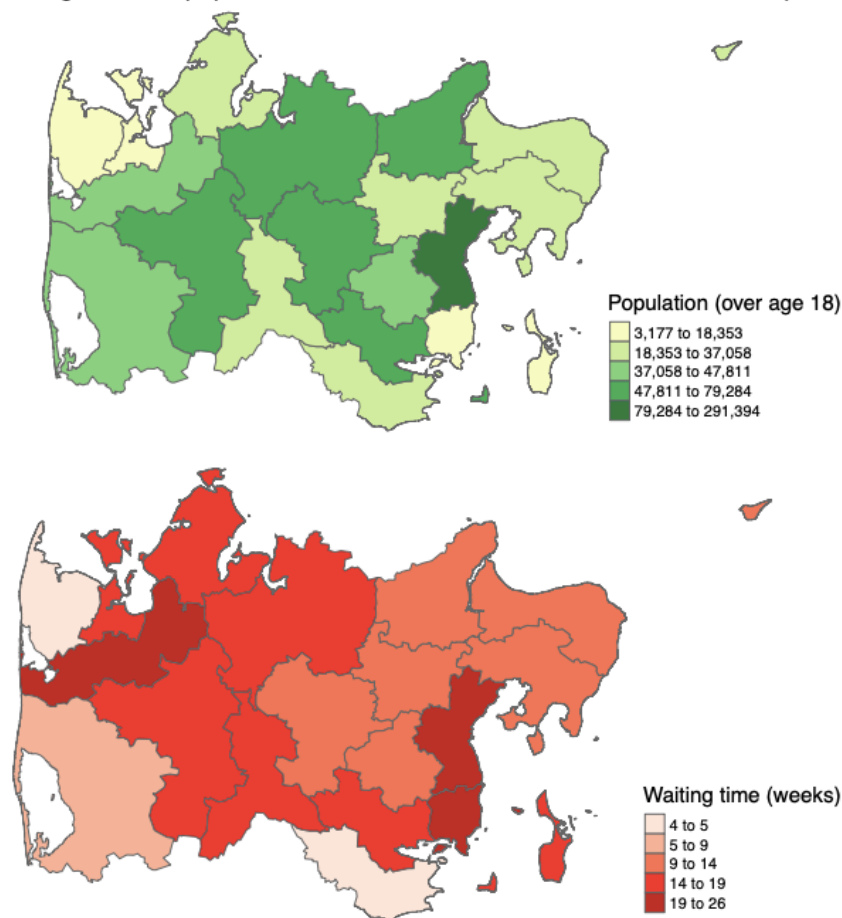 Population (over age 18)
3,177 to 18,353
18,353 to 37,058
37,058 to 47,811
47,811 to 79,284
79,284 to 291,394
Waiting time (weeks)
4 to 5
5 to 9
9 to 14
14 to 19
19 to 26